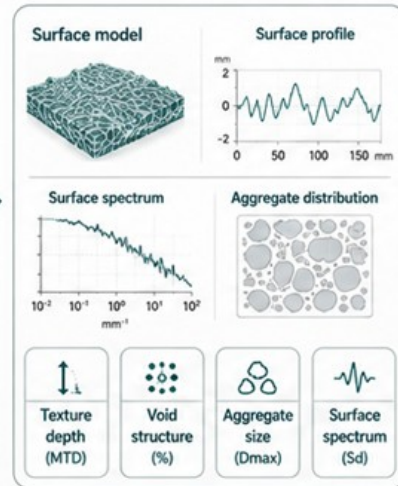 Surface model
Surface profile
mm
2
0
-2
0 50 100 150 mm
Surface spectrum
10⁻² 10⁻¹ 10⁰ 10¹ 10²
mm⁻¹
Aggregate distribution
Texture
depth
(MTD)
Void
structure
(%)
Aggregate
size
(Dmax)
Surface
spectrum
(Sd)